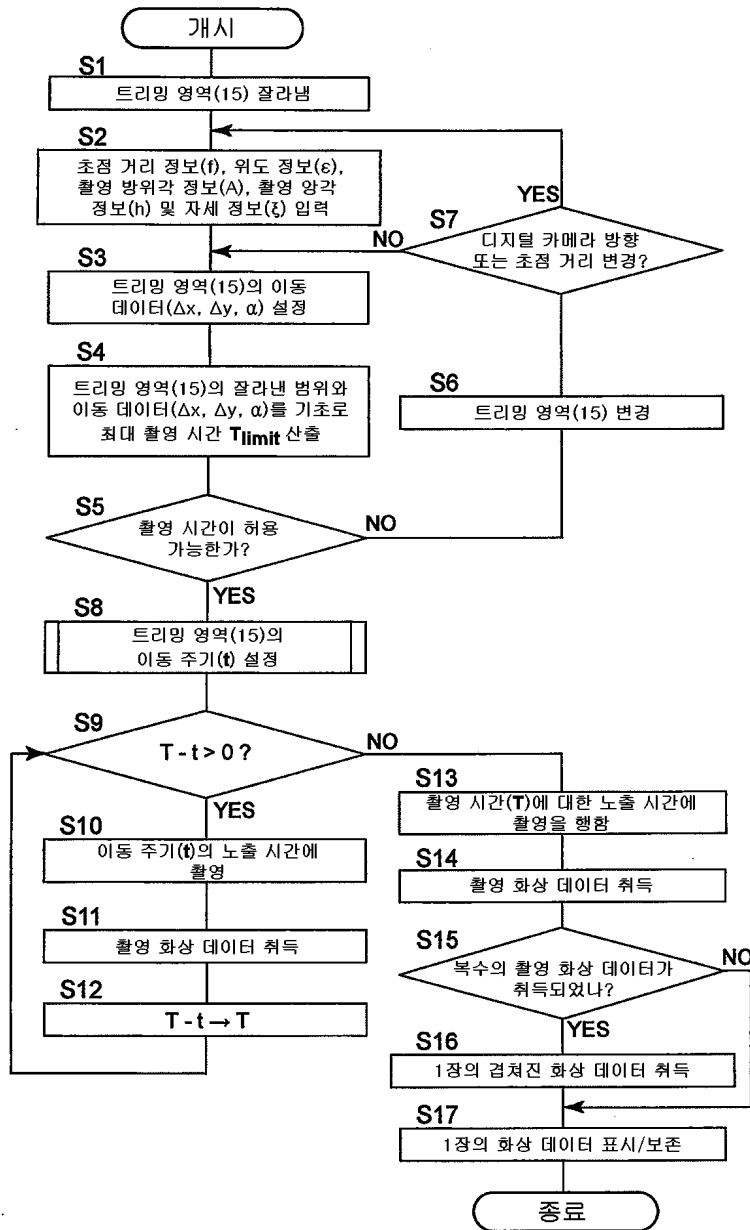 개시
S1
트리밍 영역(15) 잘라냄
S2
초점 거리 정보(f), 위도 정보(ε),
촬영 방위각 정보(A), 촬영 앙각
정보(h) 및 자세 정보(ξ) 입력
S3
트리밍 영역(15)의 이동
데이터(Δx, Δy, α) 설정
S4
트리밍 영역(15)의 잘라낸 범위와
이동 데이터(Δx, Δy, α)를 기초로
최대 촬영 시간 Tlimit 산출
S5
촬영 시간이 허용
가능한가?
NO
YES
S6
트리밍 영역(15) 변경
S7
디지털 카메라 방향
또는 초점 거리 변경?
YES
NO
S8
트리밍 영역(15)의
이동 주기(t) 설정
S9
T - t > 0 ?
NO
YES
S10
이동 주기(t)의 노출 시간에
촬영
S11
촬영 화상 데이터 취득
S12
T - t → T
S13
촬영 시간(T)에 대한 노출 시간에
촬영을 행함
S14
촬영 화상 데이터 취득
S15
복수의 촬영 화상 데이터가
취득되었나?
NO
YES
S16
1장의 겹쳐진 화상 데이터 취득
S17
1장의 화상 데이터 표시/보존
종료